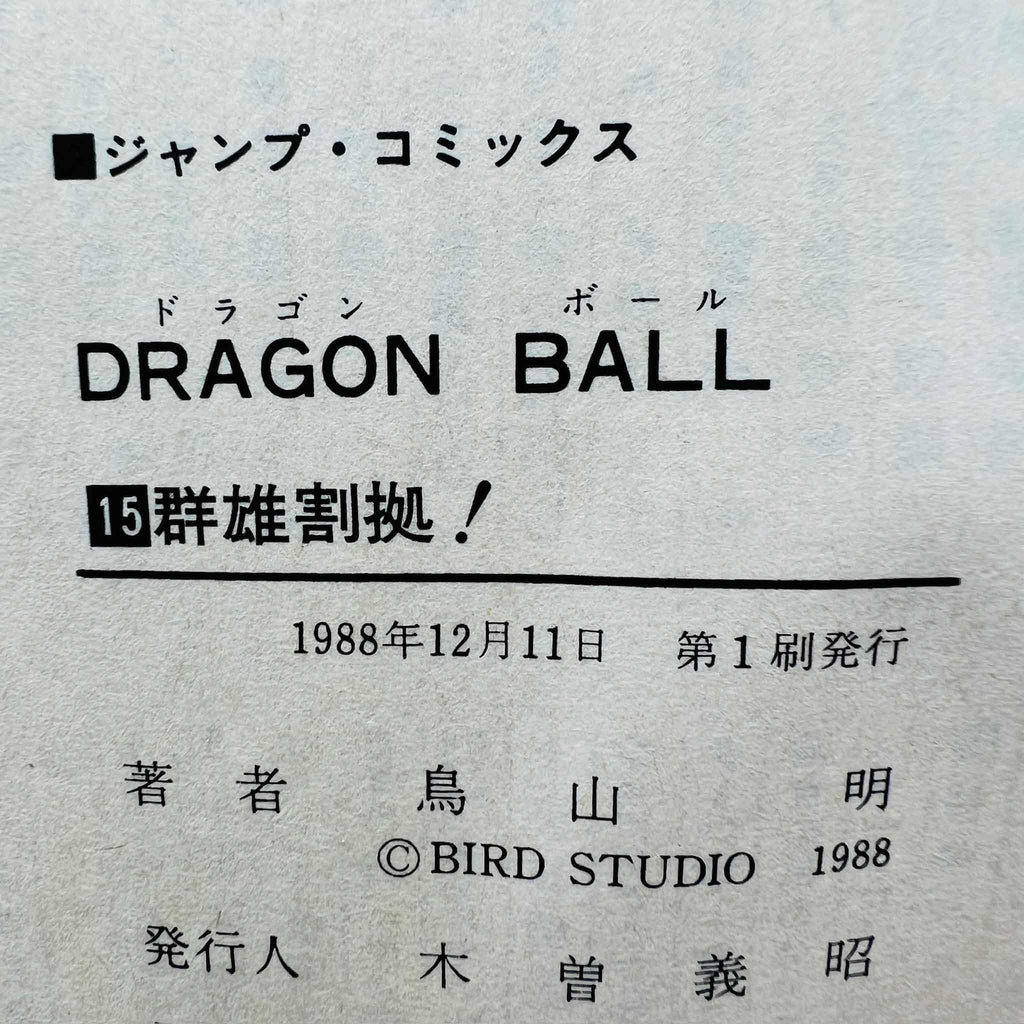 ■ジャンプ・コミックス
ドラゴン ボール
DRAGON BALL
15群雄割拠!
1988年12月11日 第1刷発行
著者 鳥山明
©BIRD STUDIO 1988
発行人 木曽義昭